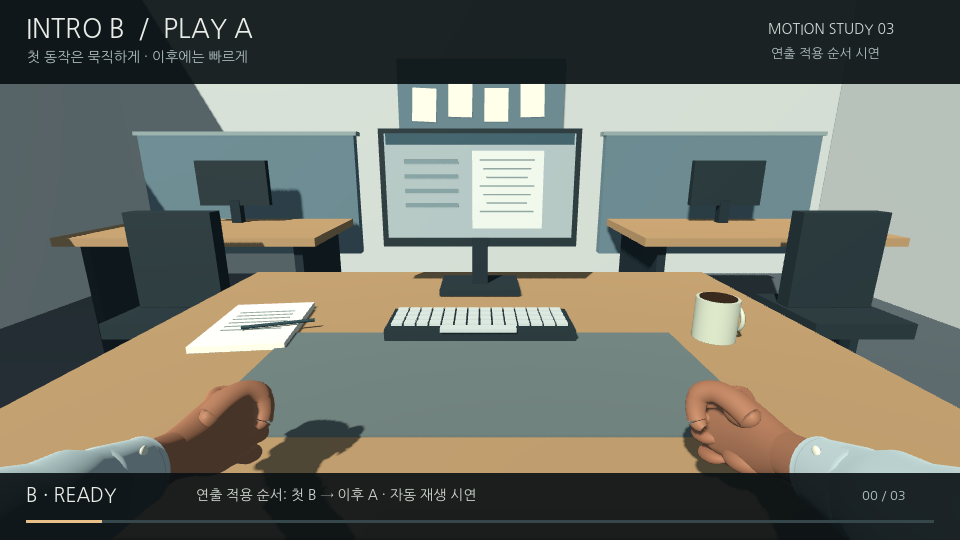 INTRO B / PLAY A
첫 동작은 묵직하게 · 이후에는 빠르게
MOTION STUDY 03
연출 적용 순서 시연
B · READY
연출 적용 순서: 첫 B → 이후 A · 자동 재생 시연
00 / 03